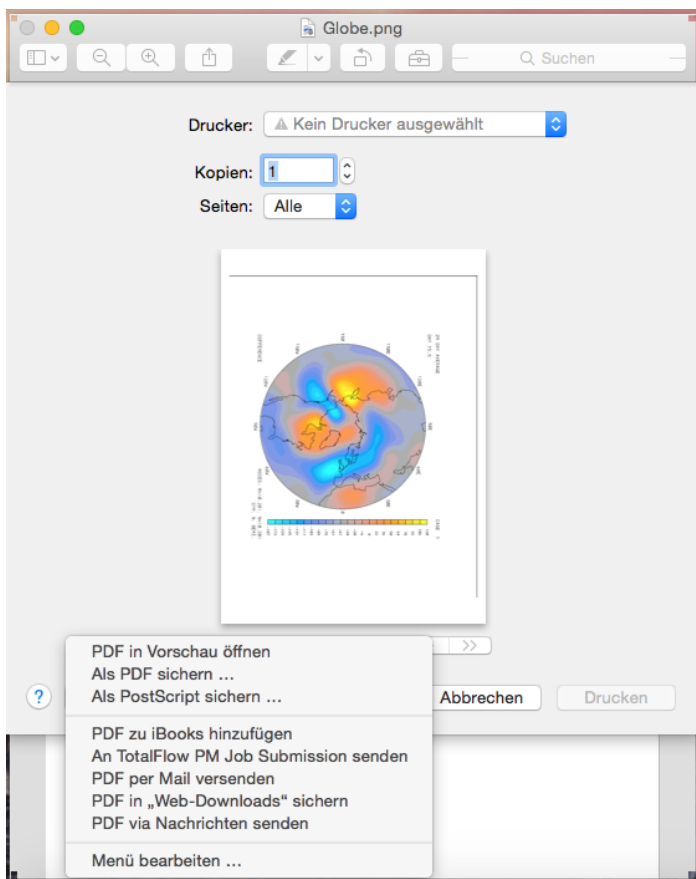 Globe.png
Suchen
Drucker: Kein Drucker ausgewählt
Kopien: 1
Seiten: Alle
PDF in Vorschau öffnen
Als PDF sichern ...
Als PostScript sichern ...
? Abbrechen Drucken
PDF zu iBooks hinzufügen
An TotalFlow PM Job Submission senden
PDF per Mail versenden
PDF in „Web-Downloads“ sichern
PDF via Nachrichten senden
Menü bearbeiten ...